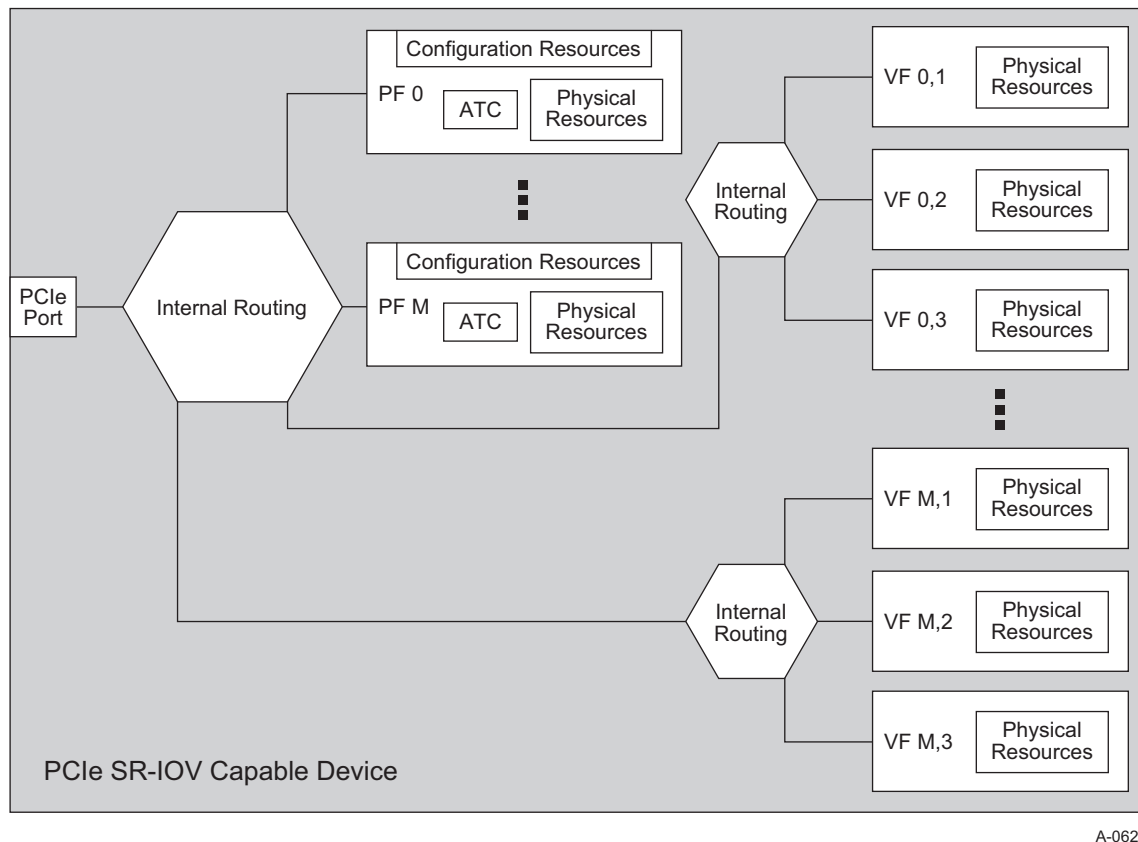 Configuration Resources
PF 0
ATC
Physical
Resources
Configuration Resources
PF M
ATC
Physical
Resources
PCIe
Port
Internal Routing
Internal
Routing
VF 0,1
Physical
Resources
VF 0,2
Physical
Resources
VF 0,3
Physical
Resources
Internal
Routing
VF M,1
Physical
Resources
VF M,2
Physical
Resources
VF M,3
Physical
Resources
PCIe SR-IOV Capable Device
A-062